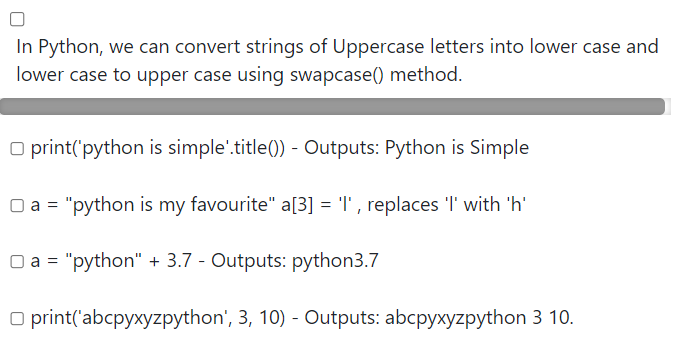 In Python, we can convert strings of Uppercase letters into lower case and
lower case to upper case using swapcase() method.
print('python is simple'.title()) - Outputs: Python is Simple
a = "python is my favourite" a[3] = 'l' , replaces 'l' with 'h'
a = "python" + 3.7 - Outputs: python3.7
print('abcpyxyzpython', 3, 10) - Outputs: abcpyxyzpython 3 10.